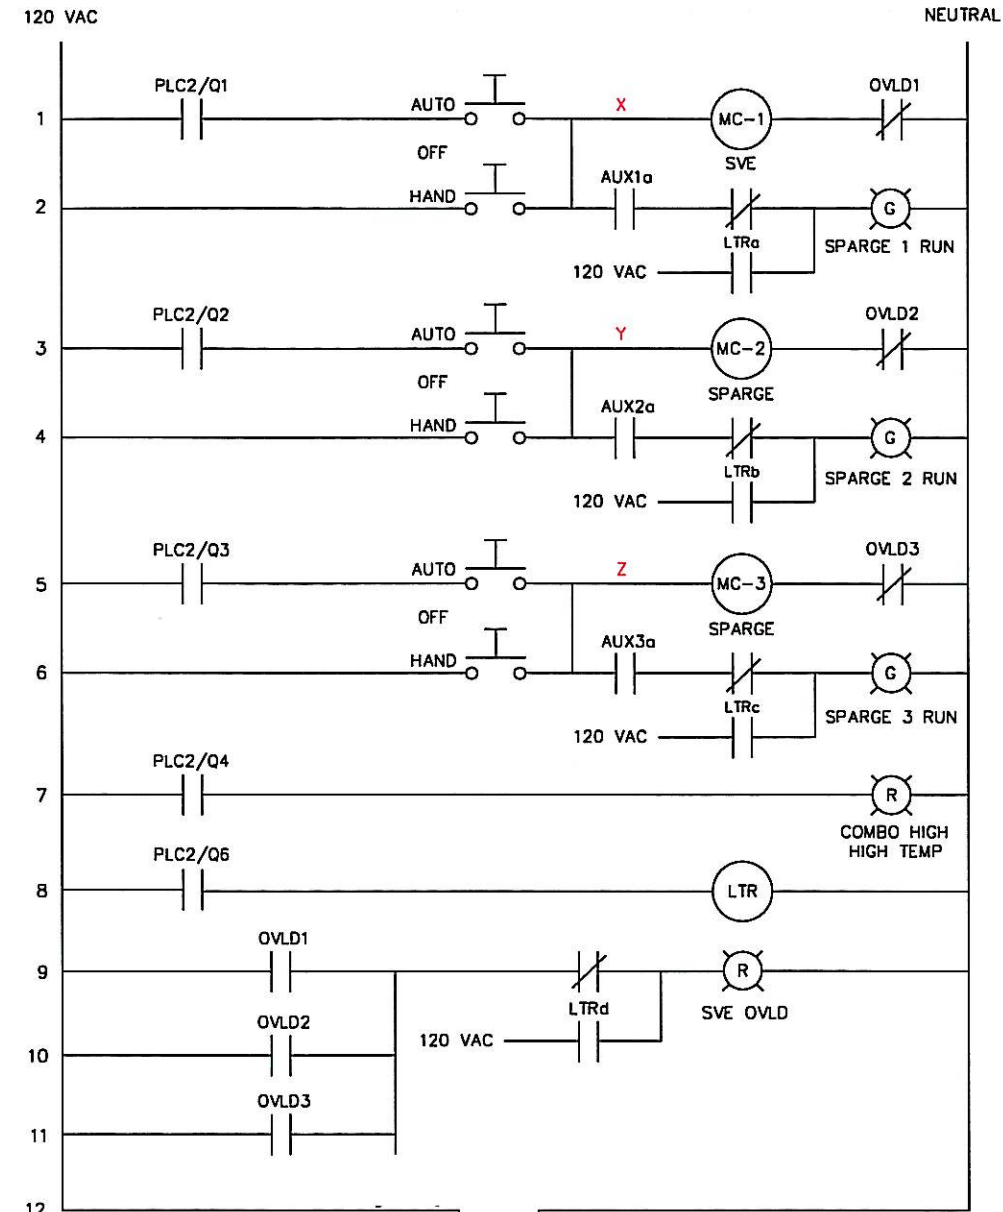 120 VAC NEUTRAL
PLC2/Q1 OVLD1
AUTO X
1 MC-1
OFF SVE
AUX1a
HAND
2 G
LTRa SPARGE 1 RUN
120 VAC
PLC2/Q2 OVLD2
AUTO Y
3 MC-2
OFF SPARGE
AUX2a
HAND
4 G
LTRb SPARGE 2 RUN
120 VAC
PLC2/Q3 OVLD3
AUTO Z
5 MC-3
OFF SPARGE
AUX3a
HAND
6 G
LTRc SPARGE 3 RUN
120 VAC
PLC2/Q4
7 R
COMBO HIGH
HIGH TEMP
PLC2/Q6
8 LTR
OVLD1
9 R
LTRd SVE OVLD
OVLD2
120 VAC
10
OVLD3
11
12